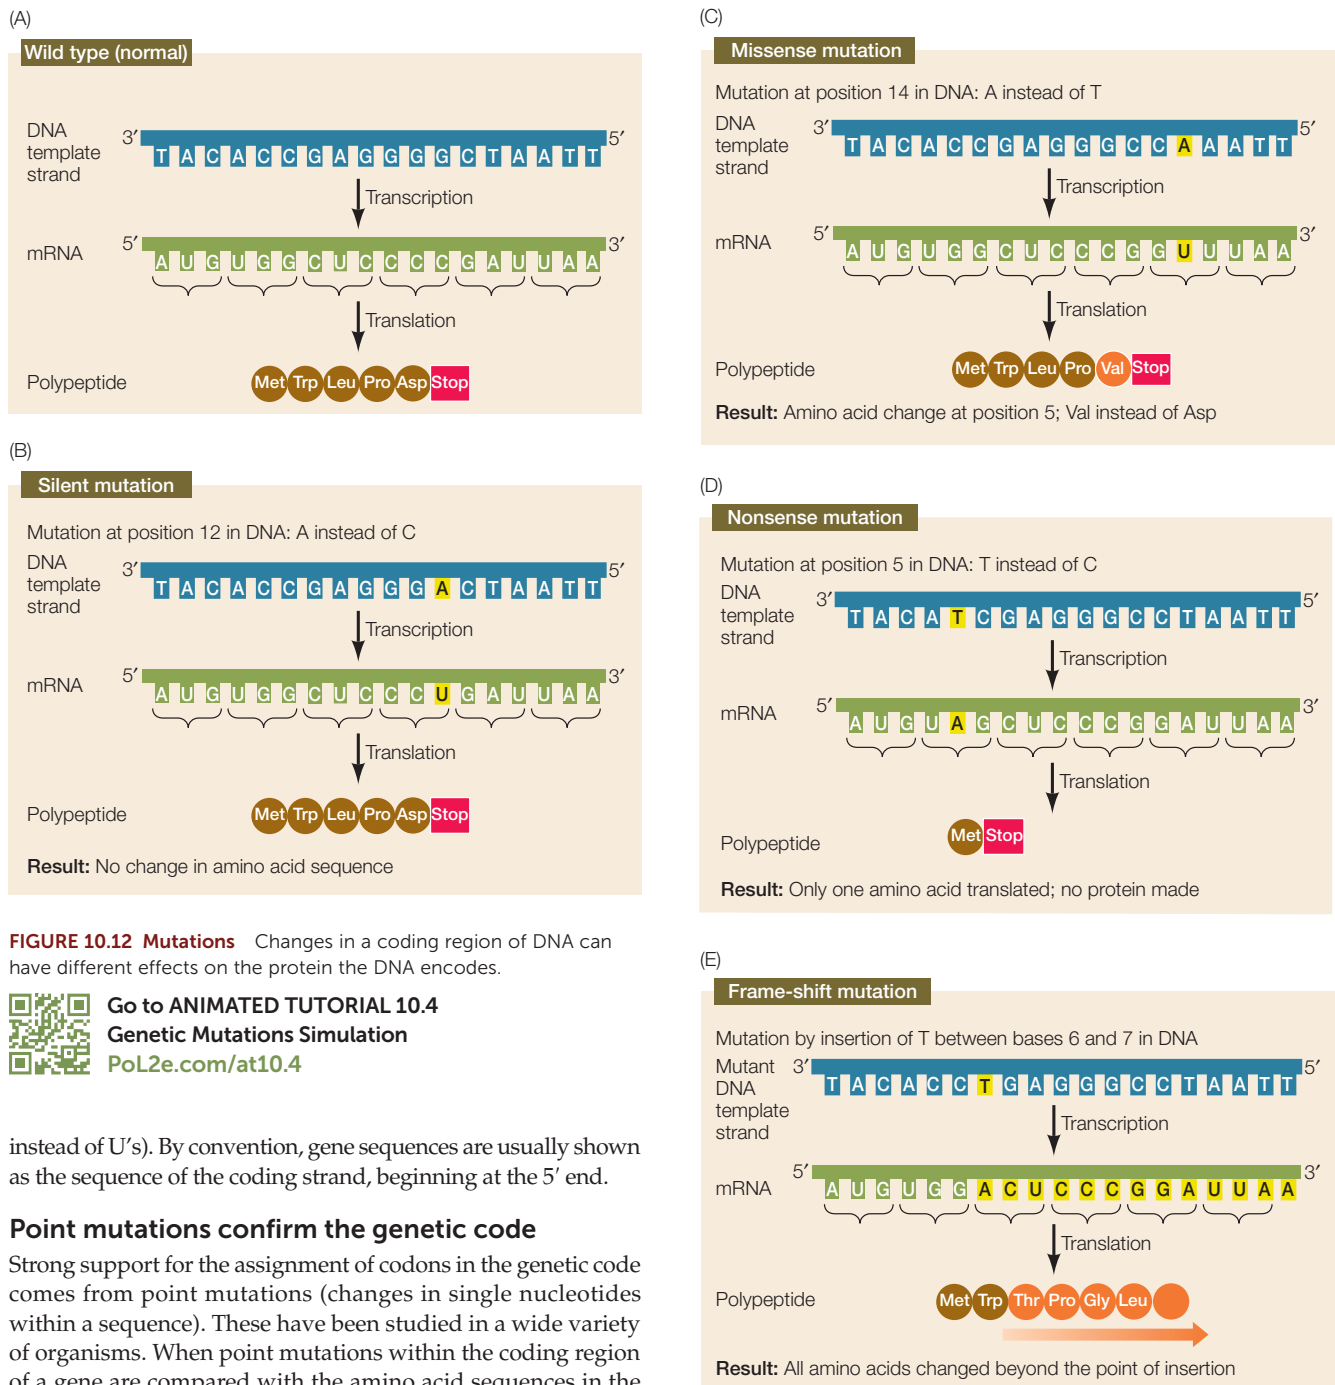 (A)
Wild type (normal)
DNA
template
strand
3′ T A C A C C G A G G G G C T A A T T 5′
Transcription
mRNA
5′ A U G U G G C U C C C C G A U U A A 3′
Translation
Polypeptide
Met Trp Leu Pro Asp Stop
(B)
Silent mutation
Mutation at position 12 in DNA: A instead of C
DNA
template
strand
3′ T A C A C C G A G G G A C T A A T T 5′
Transcription
mRNA
5′ A U G U G G C U C C C U G A U U A A 3′
Translation
Polypeptide
Met Trp Leu Pro Asp Stop
Result: No change in amino acid sequence
FIGURE 10.12 Mutations Changes in a coding region of DNA can
have different effects on the protein the DNA encodes.
Go to ANIMATED TUTORIAL 10.4
Genetic Mutations Simulation
PoL2e.com/at10.4
instead of U's). By convention, gene sequences are usually shown
as the sequence of the coding strand, beginning at the 5′ end.
Point mutations confirm the genetic code
Strong support for the assignment of codons in the genetic code
comes from point mutations (changes in single nucleotides
within a sequence). These have been studied in a wide variety
of organisms. When point mutations within the coding region
of a gene are compared with the amino acid sequences in the
(C)
Missense mutation
Mutation at position 14 in DNA: A instead of T
DNA
template
strand
3′ T A C A C C G A G G G C C A A A T T 5′
Transcription
mRNA
5′ A U G U G G C U C C C G G U U U A A 3′
Translation
Polypeptide
Met Trp Leu Pro Val Stop
Result: Amino acid change at position 5; Val instead of Asp
(D)
Nonsense mutation
Mutation at position 5 in DNA: T instead of C
DNA
template
strand
3′ T A C A T C G A G G G C C T A A T T 5′
Transcription
mRNA
5′ A U G U A G C U C C C G G A U U A A 3′
Translation
Polypeptide
Met Stop
Result: Only one amino acid translated; no protein made
(E)
Frame-shift mutation
Mutation by insertion of T between bases 6 and 7 in DNA
Mutant
DNA
template
strand
3′ T A C A C C T G A G G G C C T A A T T 5′
Transcription
mRNA
5′ A U G U G G A C U C C C G G A U U A A 3′
Translation
Polypeptide
Met Trp Thr Pro Gly Leu
Result: All amino acids changed beyond the point of insertion